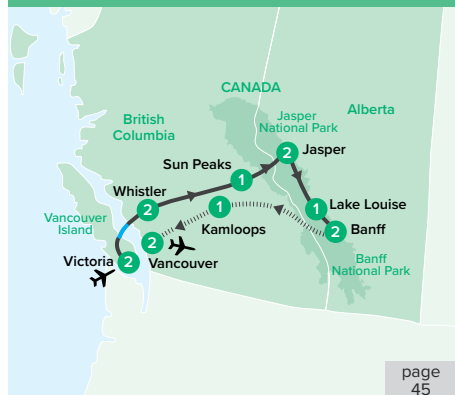 CANADA
Alberta
Jasper
National Park
British
Columbia
2 Jasper
Sun Peaks
1
Whistler
2
1 Lake Louise
1
Kamloops
Vancouver
Island
2 Banff
2
Vancouver
Victoria 2
Banff
National Park
page
45